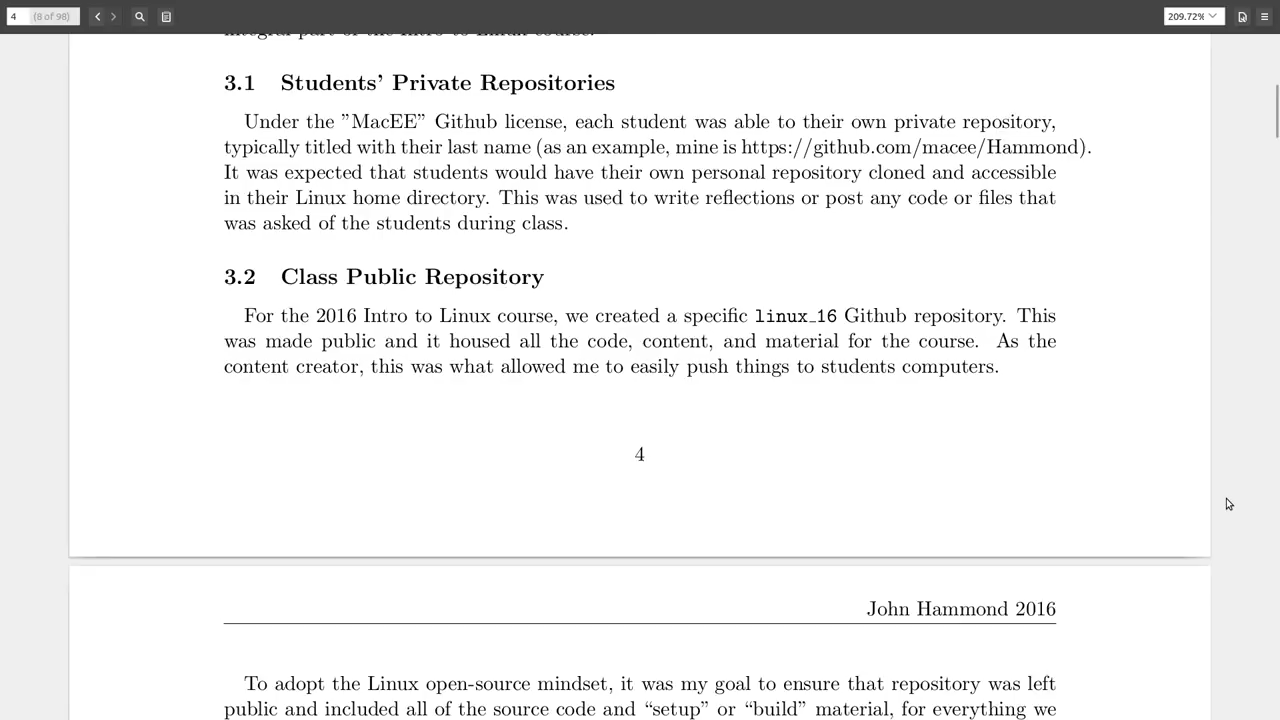 4 (8 of 98) 209.72%
integral part of the Intro to Linux course.
3.1 Students’ Private Repositories
Under the ”MacEE” Github license, each student was able to their own private repository,
typically titled with their last name (as an example, mine is https://github.com/macee/Hammond).
It was expected that students would have their own personal repository cloned and accessible
in their Linux home directory. This was used to write reflections or post any code or files that
was asked of the students during class.
3.2 Class Public Repository
For the 2016 Intro to Linux course, we created a specific linux_16 Github repository. This
was made public and it housed all the code, content, and material for the course. As the
content creator, this was what allowed me to easily push things to students computers.
4
John Hammond 2016
To adopt the Linux open-source mindset, it was my goal to ensure that repository was left
public and included all of the source code and “setup” or “build” material, for everything we